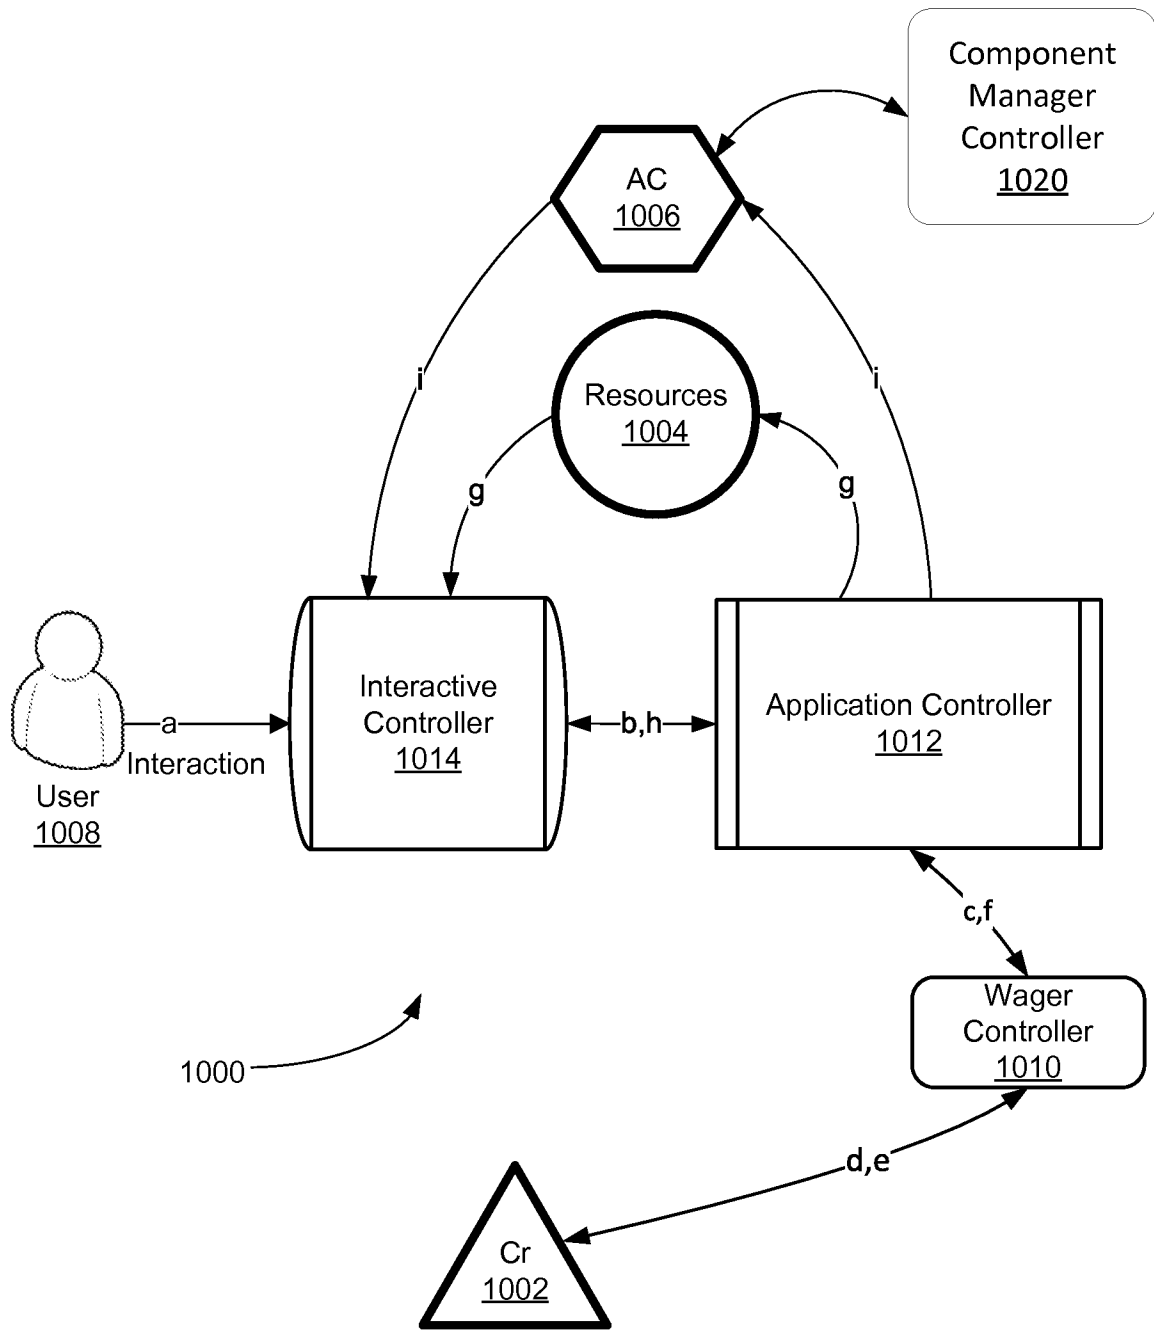 Component
Manager
Controller
1020
AC
1006
i
i
Resources
1004
g
g
Interactive
Controller
1014
Application Controller
1012
a
Interaction
b,h
User
1008
c,f
Wager
Controller
1010
1000
d,e
Cr
1002